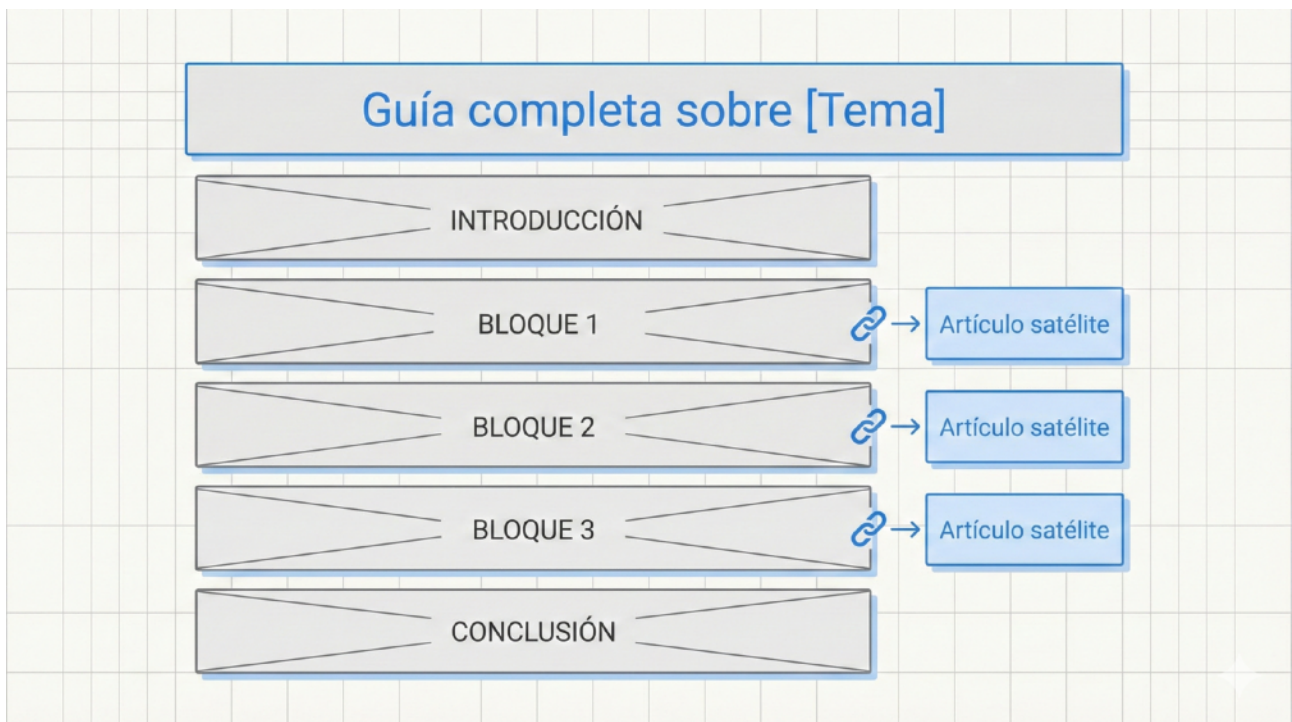 Guía completa sobre [Tema]
INTRODUCCIÓN
BLOQUE 1
Artículo satélite
BLOQUE 2
Artículo satélite
BLOQUE 3
Artículo satélite
CONCLUSIÓN